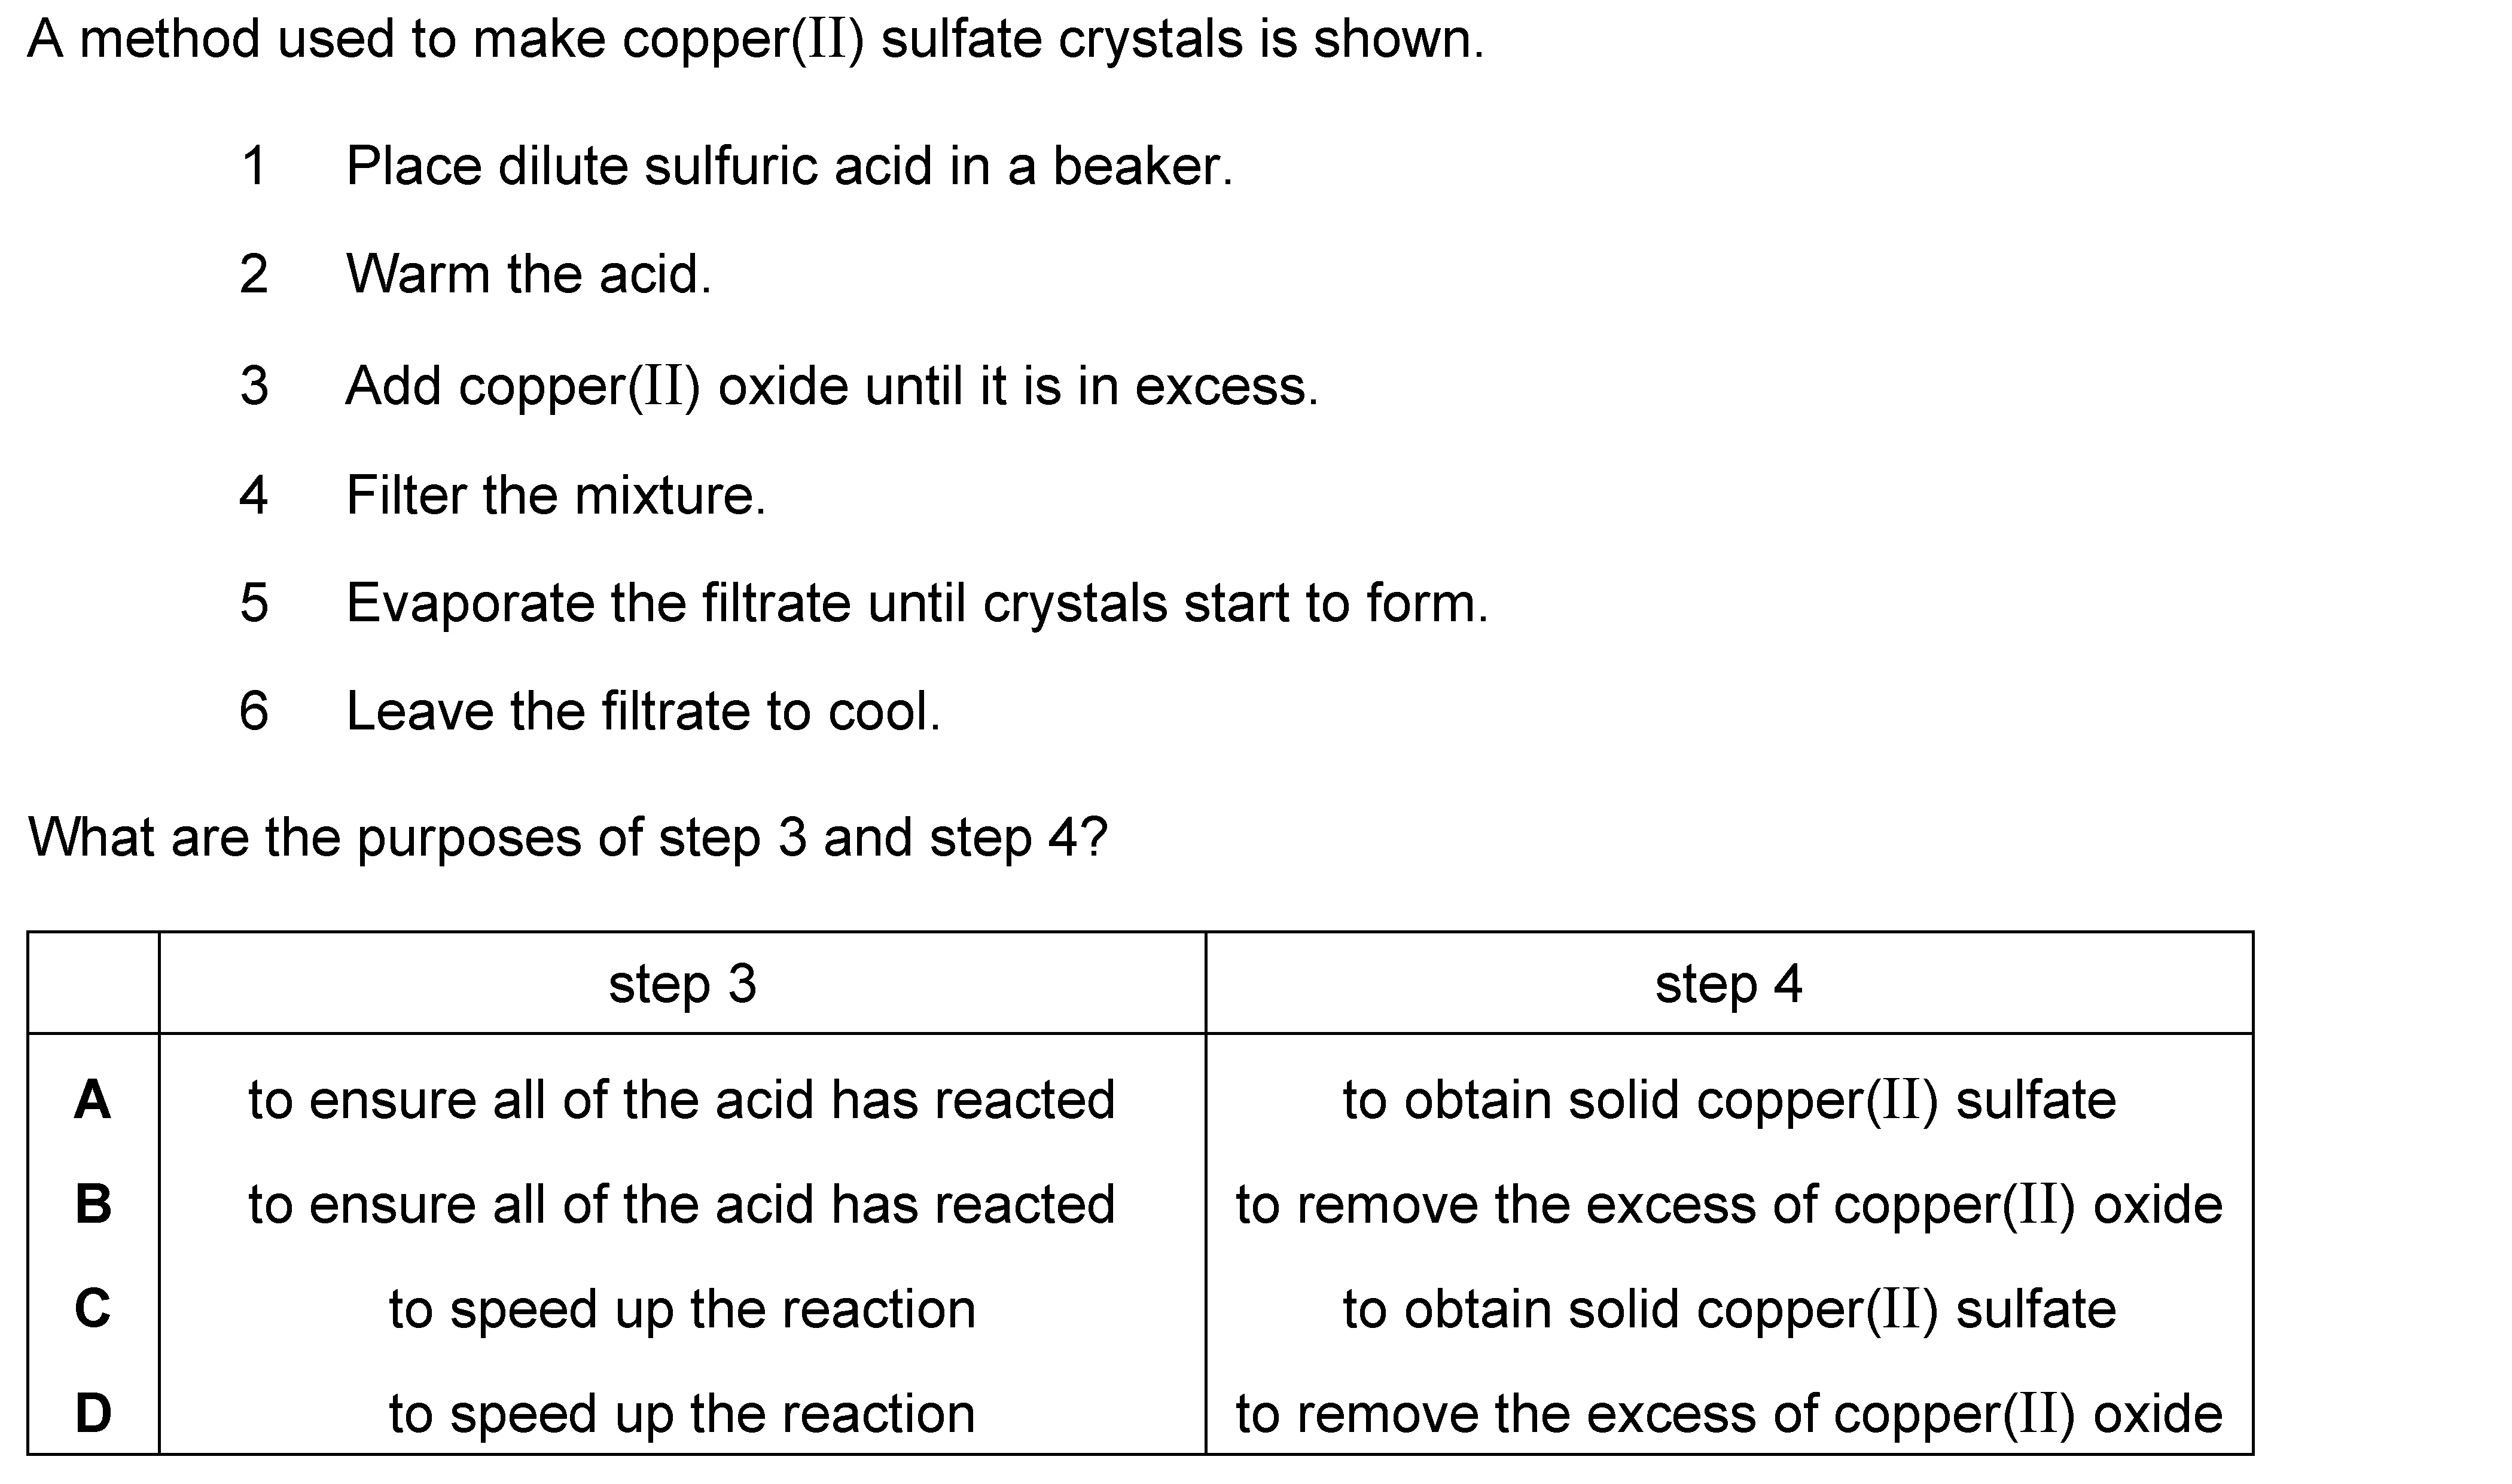 A method used to make copper(II) sulfate crystals is shown.
1 Place dilute sulfuric acid in a beaker.
2 Warm the acid.
3 Add copper(II) oxide until it is in excess.
4 Filter the mixture.
5 Evaporate the filtrate until crystals start to form.
6 Leave the filtrate to cool.
What are the purposes of step 3 and step 4?
step 3 step 4
A to ensure all of the acid has reacted to obtain solid copper(II) sulfate
B to ensure all of the acid has reacted to remove the excess of copper(II) oxide
C to speed up the reaction to obtain solid copper(II) sulfate
D to speed up the reaction to remove the excess of copper(II) oxide